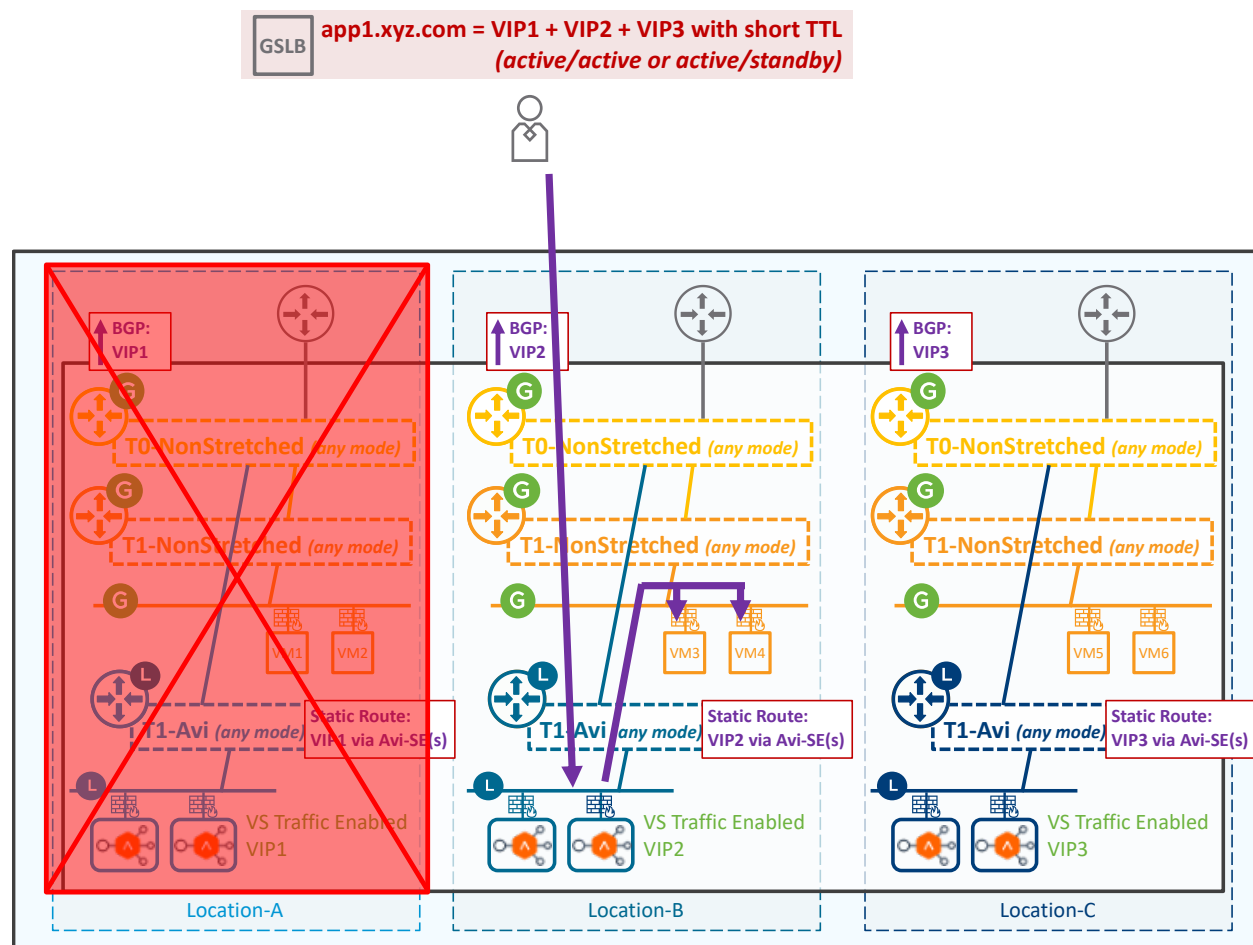 GSLB
app1.xyz.com = VIP1 + VIP2 + VIP3 with short TTL
(active/active or active/standby)
BGP:
VIP1
G
T0-NonStretched (any mode)
G
T1-NonStretched (any mode)
G
VM1
VM2
L
T1-Avi (any mode)
Static Route:
VIP1 via Avi-SE(s)
L
VS Traffic Enabled
VIP1
Location-A
BGP:
VIP2
G
T0-NonStretched (any mode)
G
T1-NonStretched (any mode)
G
VM3
VM4
L
T1-Avi (any mode)
Static Route:
VIP2 via Avi-SE(s)
L
VS Traffic Enabled
VIP2
Location-B
BGP:
VIP3
G
T0-NonStretched (any mode)
G
T1-NonStretched (any mode)
G
VM5
VM6
L
T1-Avi (any mode)
Static Route:
VIP3 via Avi-SE(s)
L
VS Traffic Enabled
VIP3
Location-C